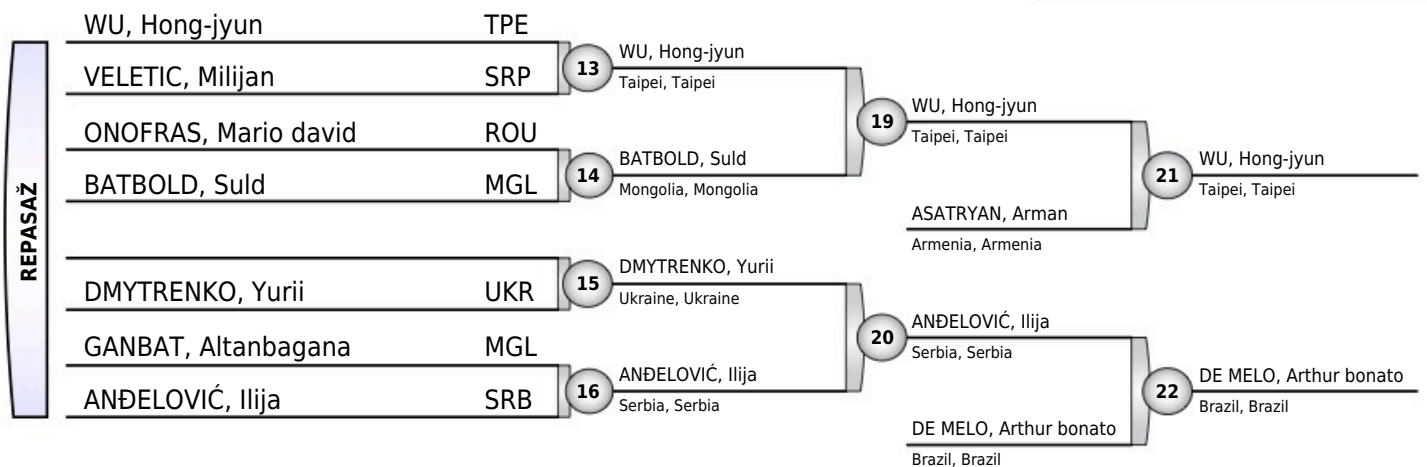 REPASAŽ
WU, Hong-jyun TPE
VELETIC, Milijan SRP
ONOFRAS, Mario david ROU
BATBOLD, Suld MGL
DMYTRENKO, Yurii UKR
GANBAT, Altanbagana MGL
ANĐELOVIĆ, Ilija SRB
13
WU, Hong-jyun
Taipei, Taipei
14
BATBOLD, Suld
Mongolia, Mongolia
15
DMYTRENKO, Yurii
Ukraine, Ukraine
16
ANĐELOVIĆ, Ilija
Serbia, Serbia
19
WU, Hong-jyun
Taipei, Taipei
ASATRYAN, Arman
Armenia, Armenia
20
ANĐELOVIĆ, Ilija
Serbia, Serbia
DE MELO, Arthur bonato
Brazil, Brazil
21
WU, Hong-jyun
Taipei, Taipei
22
DE MELO, Arthur bonato
Brazil, Brazil